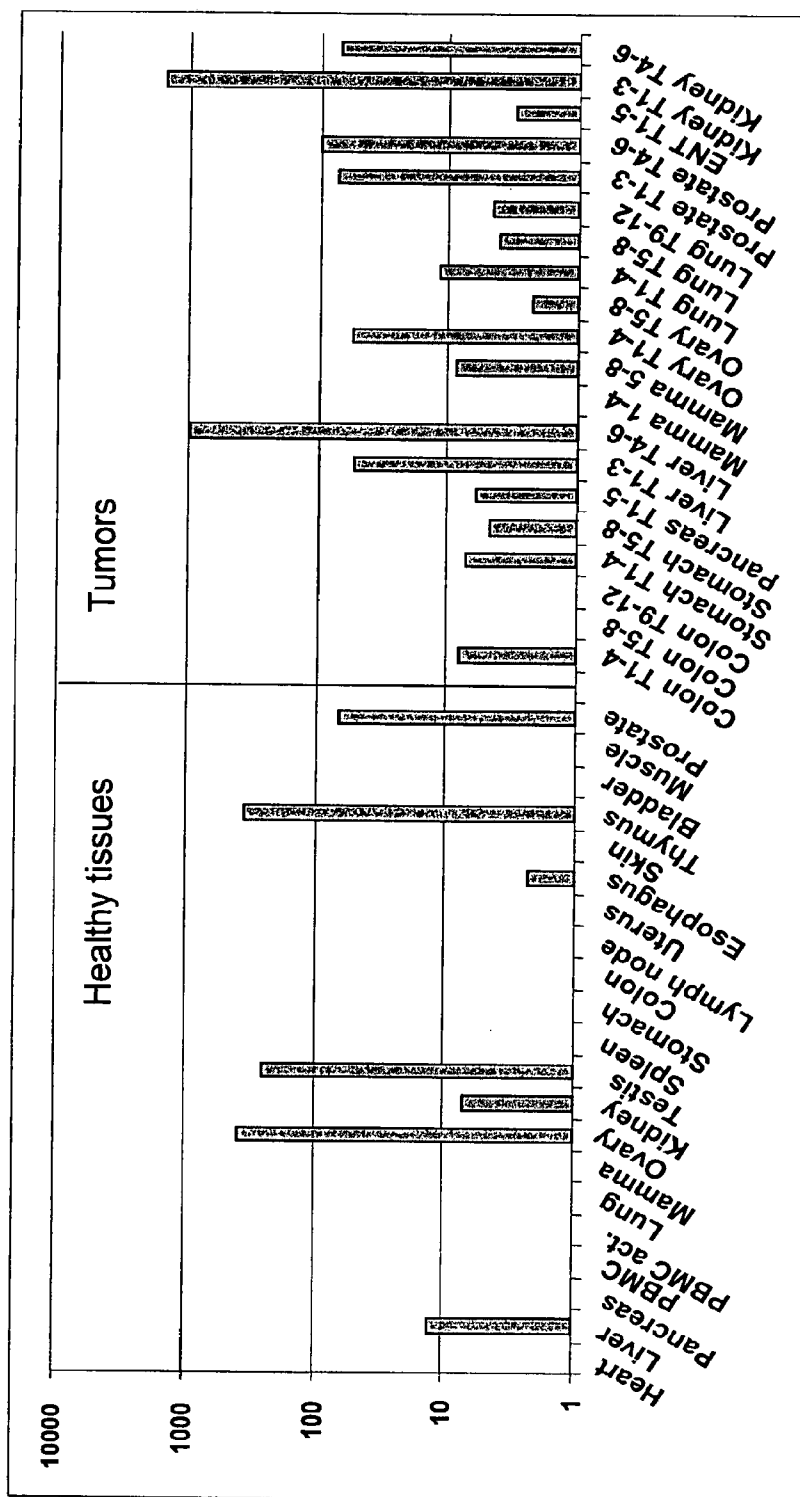 Healthy tissues
Tumors
10000
1000
100
10
1
Heart
Liver
Pancreas
PBMC
PBMC act.
Lung
Mamma
Ovary
Kidney
Testis
Spleen
Stomach
Colon
Lymph node
Uterus
Esophagus
Skin
Thymus
Bladder
Muscle
Prostate
Colon T1-4
Colon T5-8
Colon T9-12
Stomach T1-4
Stomach T5-8
Pancreas T1-5
Liver T1-3
Liver T4-6
Mamma 1-4
Mamma 5-8
Ovary T1-4
Ovary T5-8
Lung T1-4
Lung T5-8
Lung T9-12
Prostate T1-3
Prostate T4-6
ENT T1-5
Kidney T1-3
Kidney T4-6